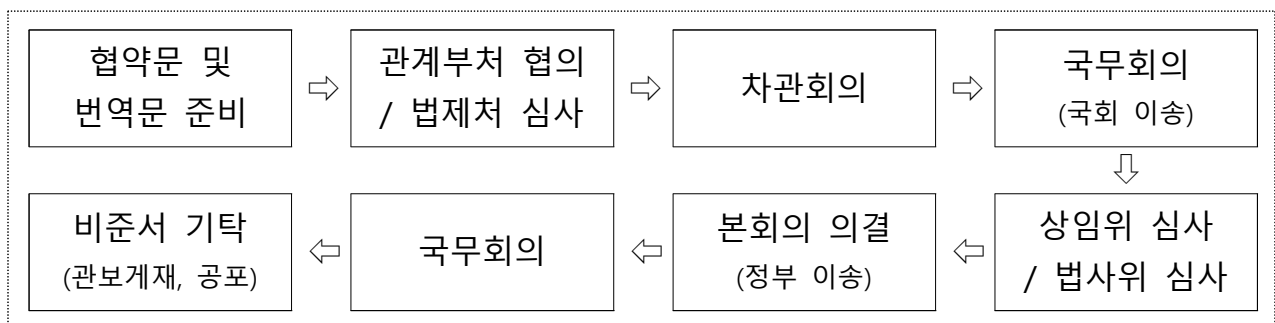 협약문 및
번역문 준비
⇨
관계부처 협의
/ 법제처 심사
⇨
차관회의
⇨
국무회의
(국회 이송)
⇩
상임위 심사
/ 법사위 심사
⇦
본회의 의결
(정부 이송)
⇦
국무회의
⇦
비준서 기탁
(관보게재, 공포)